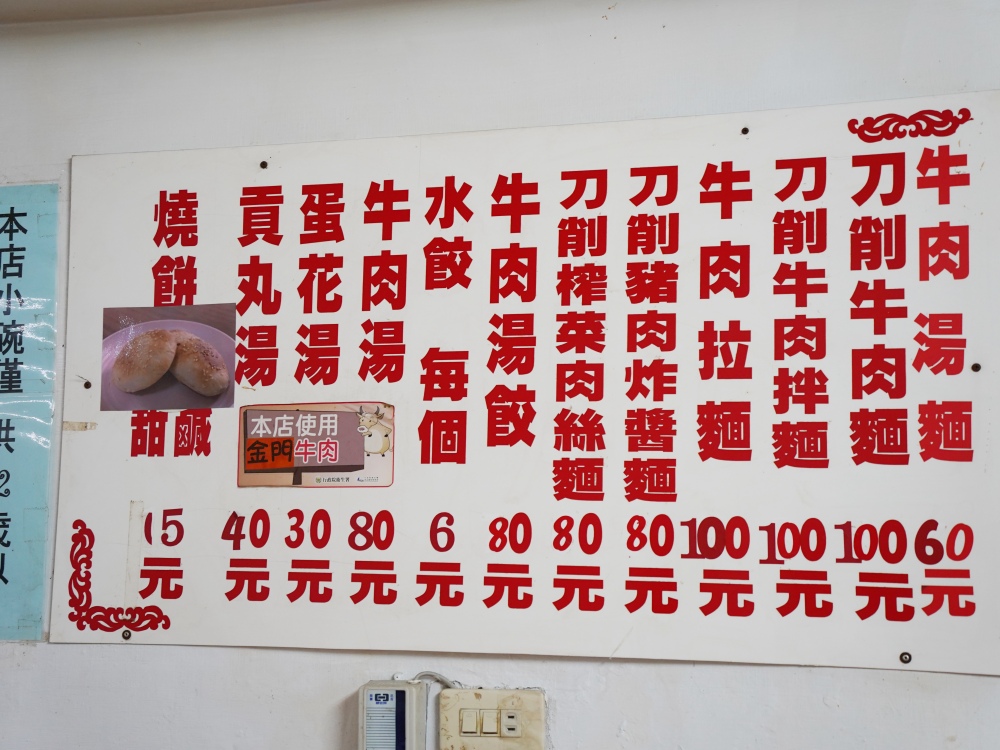 牛肉湯麵 60元
刀削牛肉麵 100元
刀削牛肉拌麵 100元
牛肉拉麵 100元
刀削豬肉炸醬麵 80元
刀削榨菜肉絲麵 80元
牛肉湯餃 80元
水餃 每個 6元
牛肉湯 80元
蛋花湯 30元
貢丸湯 40元
燒餅 鹹 甜 15元
本店使用
金門牛肉
本店小碗僅供12歲以